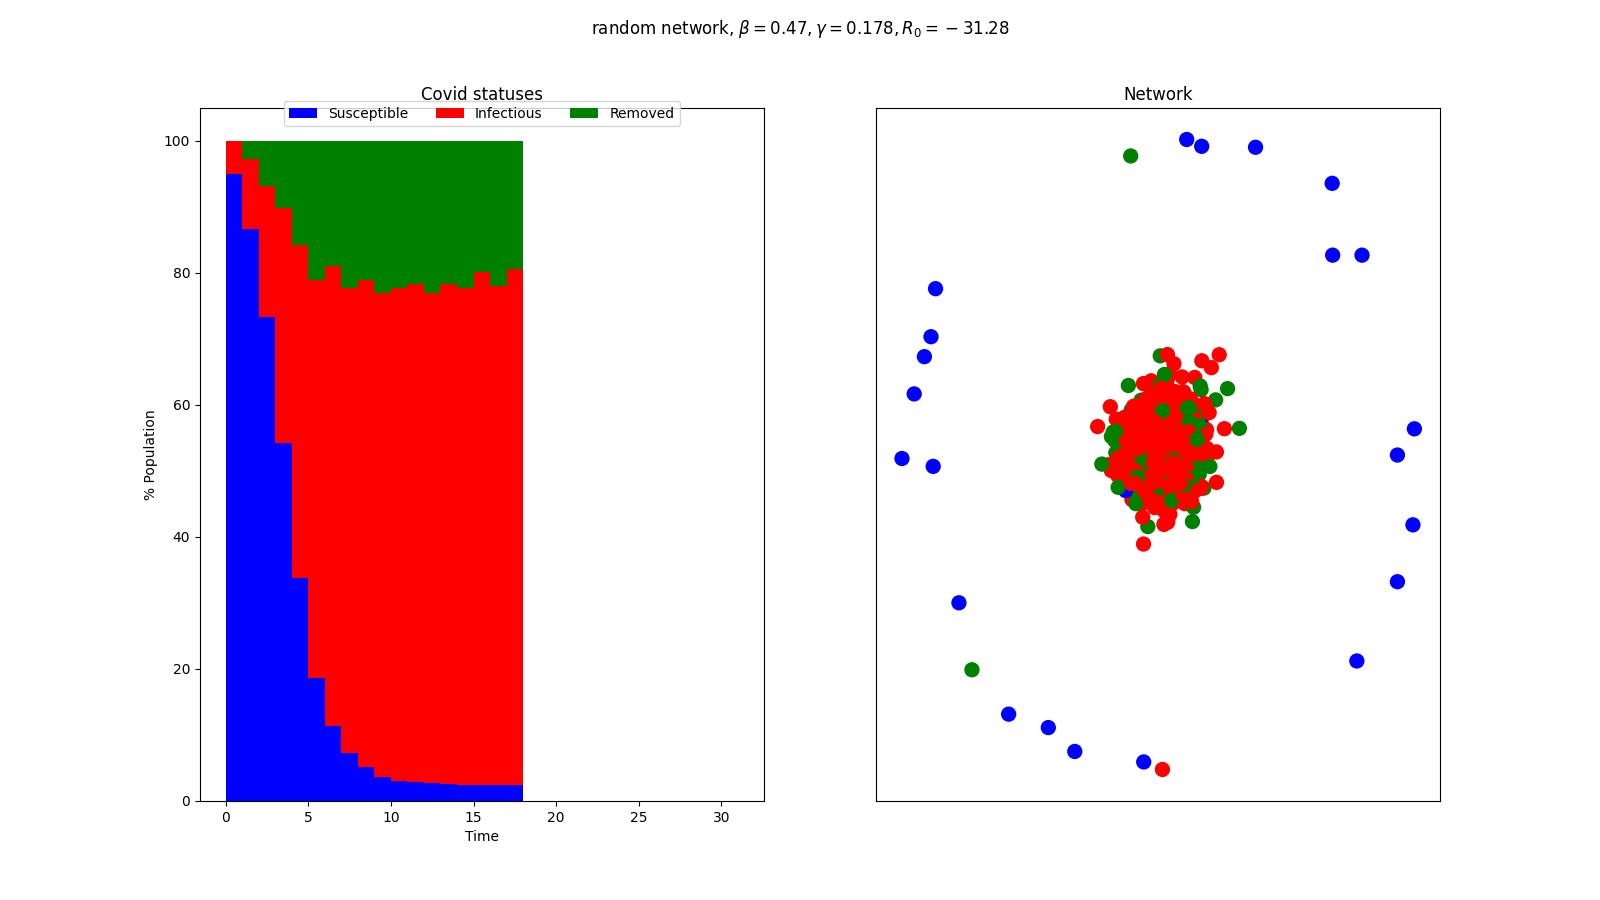 random network, β = 0.47, γ = 0.178, R₀ = − 31.28
Covid statuses
Susceptible Infectious Removed
% Population
100
80
60
40
20
0
0 5 10 15 20 25 30
Time
Network